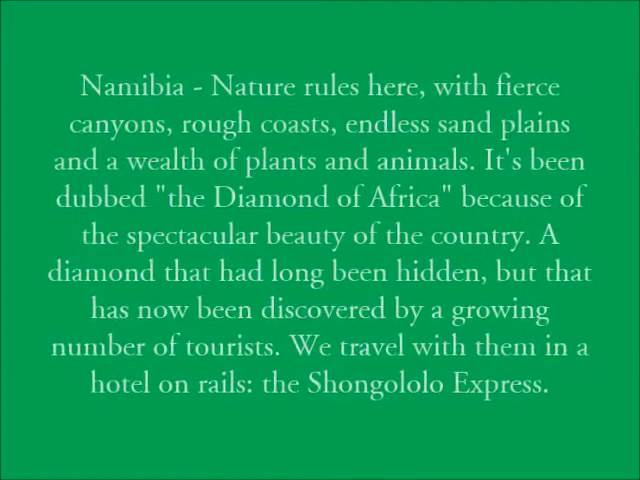 Namibia - Nature rules here, with fierce
canyons, rough coasts, endless sand plains
and a wealth of plants and animals. It's been
dubbed "the Diamond of Africa" because of
the spectacular beauty of the country. A
diamond that had long been hidden, but that
has now been discovered by a growing
number of tourists. We travel with them in a
hotel on rails: the Shongololo Express.